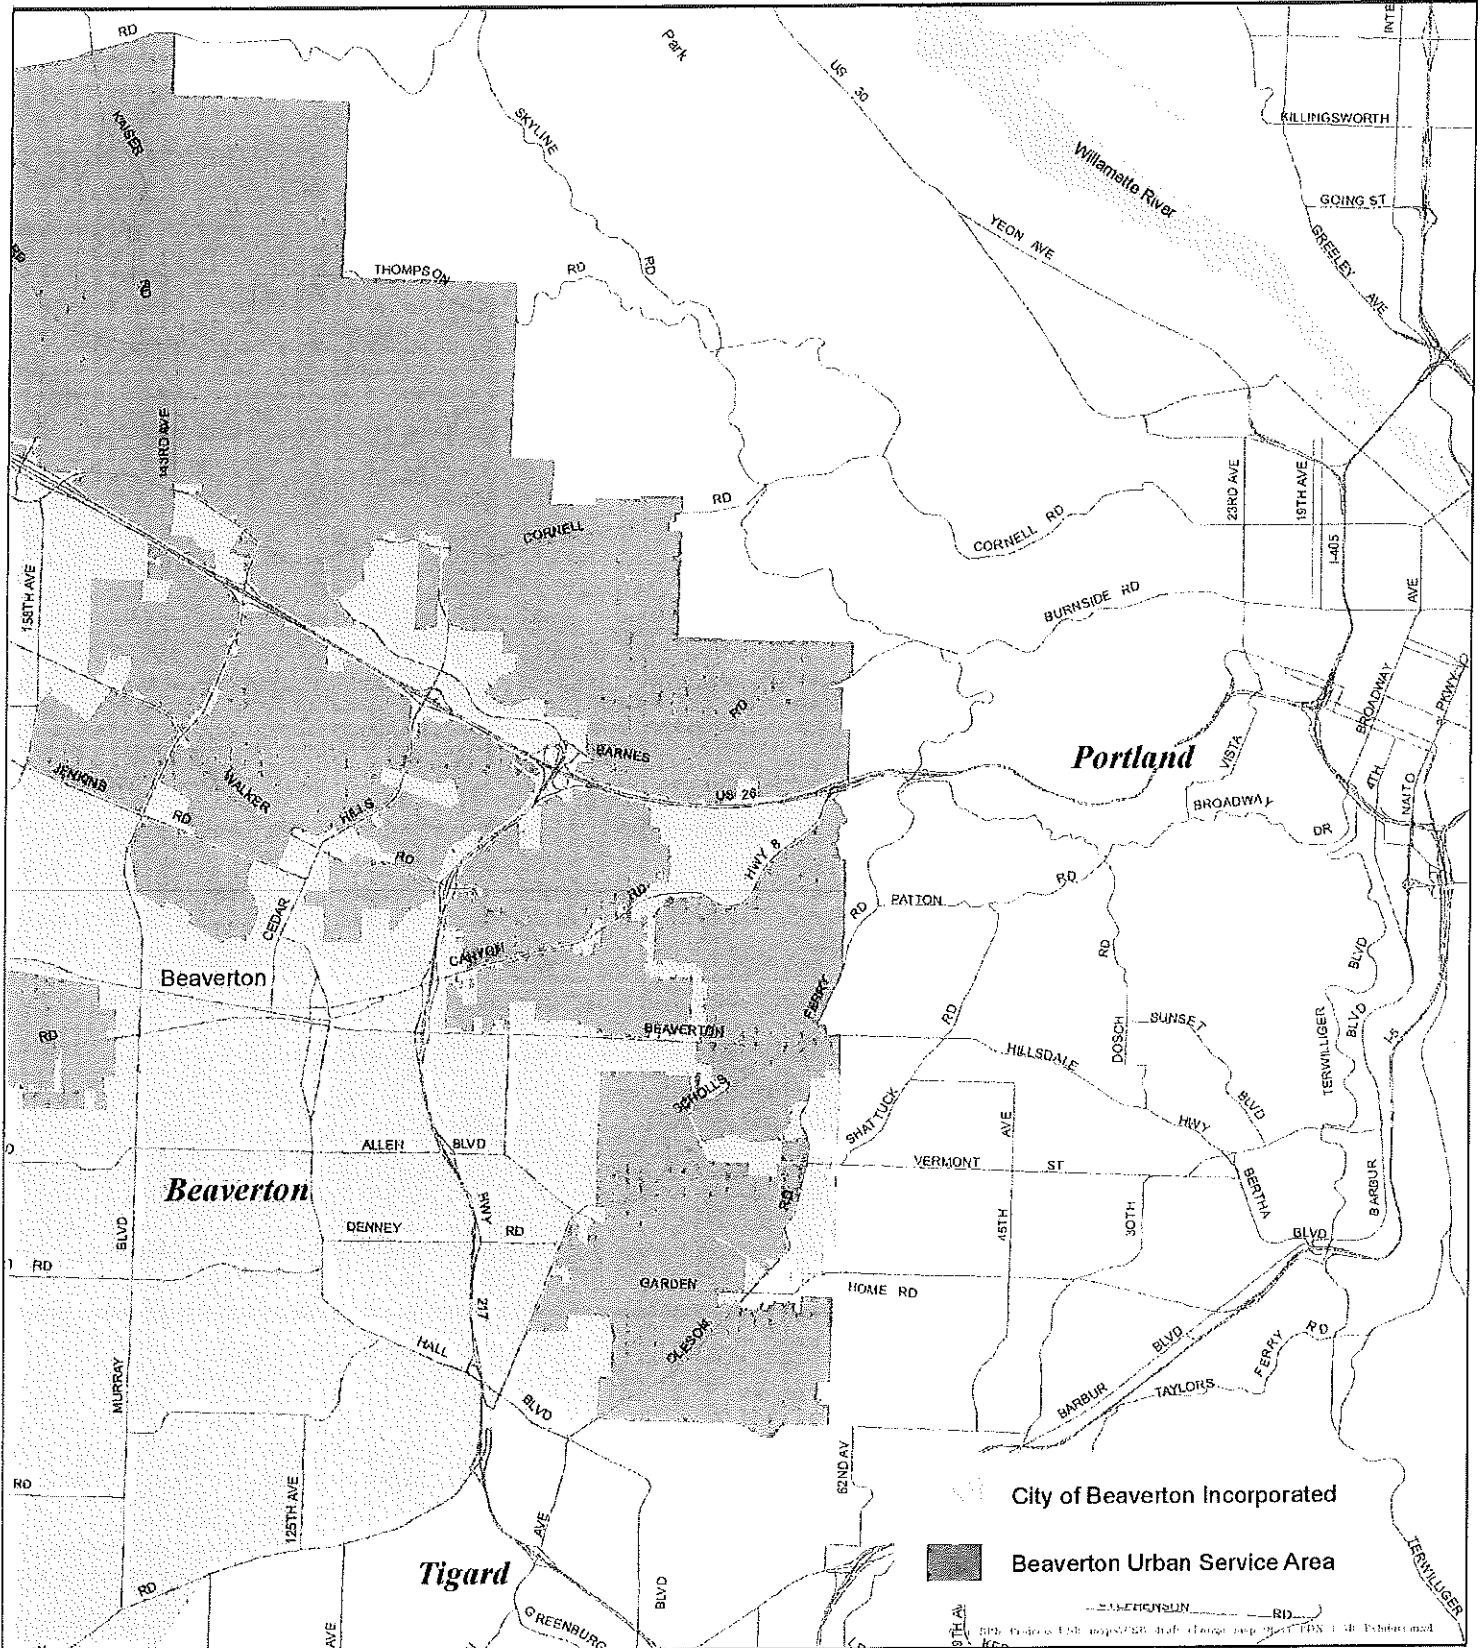 RD
Park
US 30
INTE
KAISER
SKYLINE
KILLINGSWORTH
Willamette River
GOING ST
YEON AVE
GREELEY AVE
RD
RD
THOMPSON
RD
RD
143RD AVE
23RD AVE
19TH AVE
RD
CORNELL
CORNELL RD
I-405
158TH AVE
BURNSIDE RD
AVE
BROADWAY
PKWY
RD
BARNES
Portland
VISTA
JENKINS
WALKER
HILLS
US 26
4TH
NAITO
BROADWAY
DR
RD
RD
HWY 8
RD
PATTON
RD
RD
CEDAR
CANYON
Beaverton
FERRY
RD
RD
BLVD
RD
BEAVERTON
DOSCH
SUNSET
BLVD
TERWILLIGER
BLVD
I-5
HILLSDALE
SCHOLLS
SHATTUCK
AVE
HWY
ALLEN
BLVD
VERMONT
ST
Beaverton
RD
BERTHA
BARBUR
HWY
BLVD
DENNEY
RD
45TH
30TH
BLVD
RD
GARDEN
HOME RD
217
OLESON
HALL
BLVD
FERRY
RD
MURRAY
BLVD
BARBUR
TAYLORS
RD
125TH AVE
62ND AV
City of Beaverton Incorporated
AVE
Beaverton Urban Service Area
Tigard
RD
BLVD
TERWILLIGER
STEPHENSON
RD
GREENBURG
AVE
9TH AV